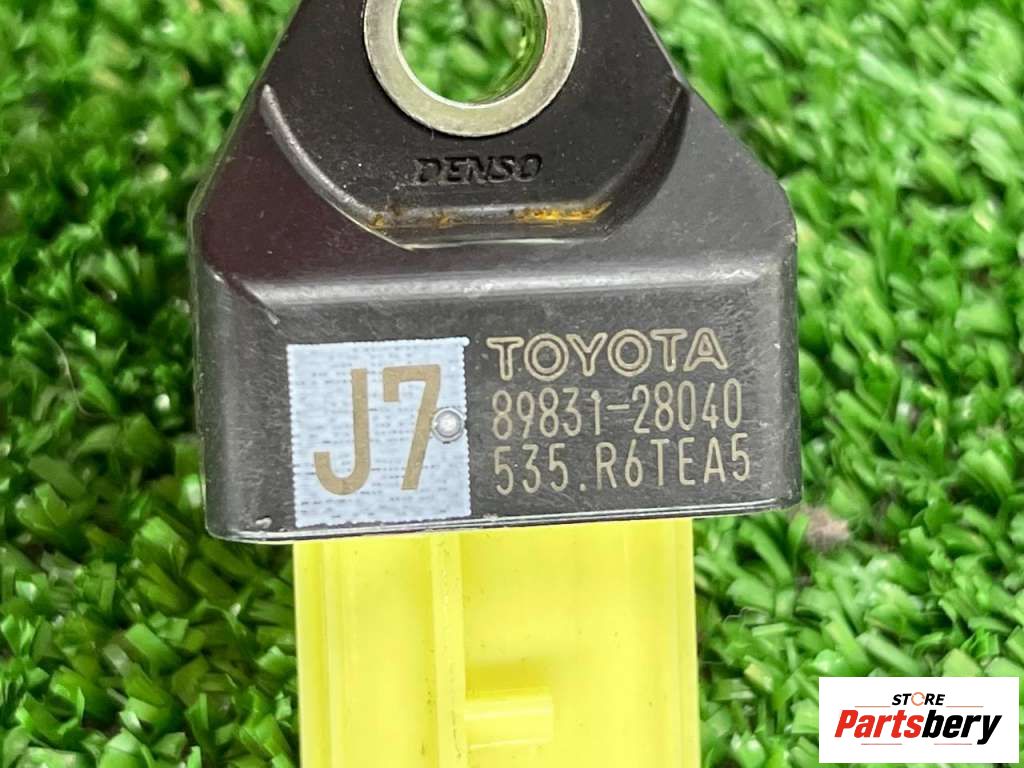 DENSO
J7
TOYOTA
89831-28040
535.R6TEA5
STORE
Partsbery